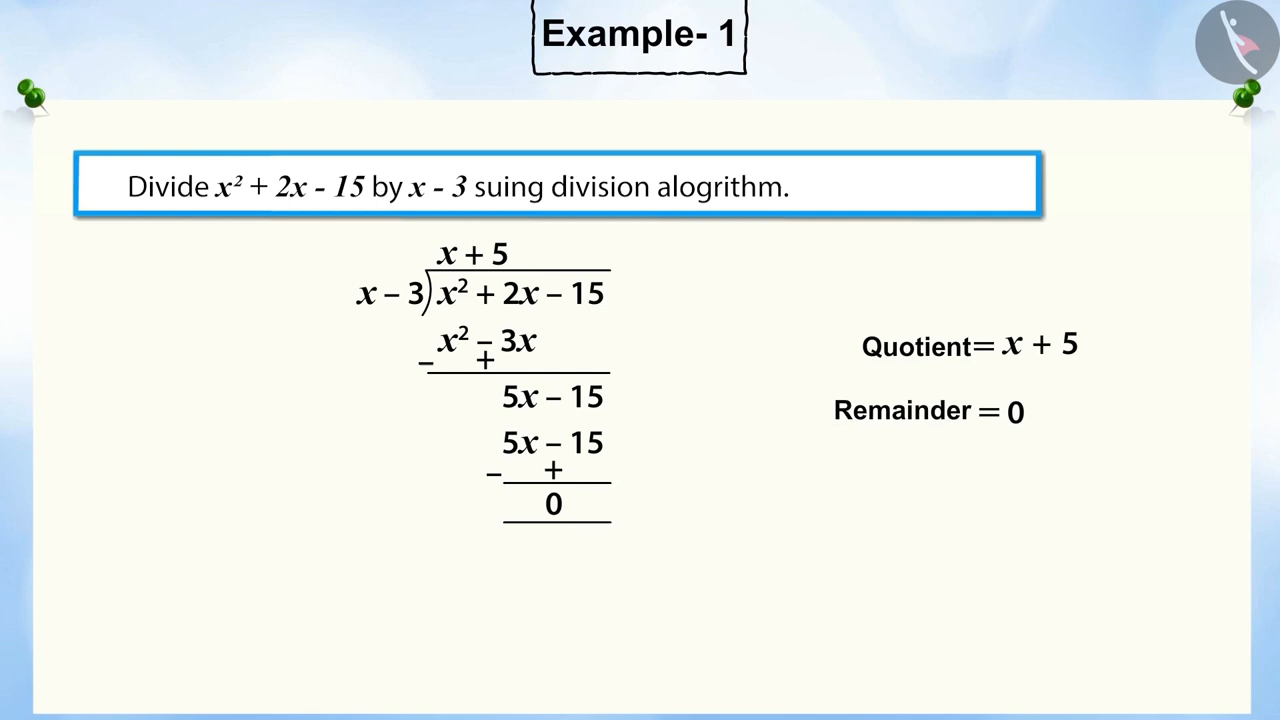 Example- 1
Divide x² + 2x - 15 by x - 3 suing division alogrithm.
x + 5
x – 3) x² + 2x – 15
x² – 3x
– +
5x – 15
5x – 15
– +
0
Quotient= x + 5
Remainder = 0